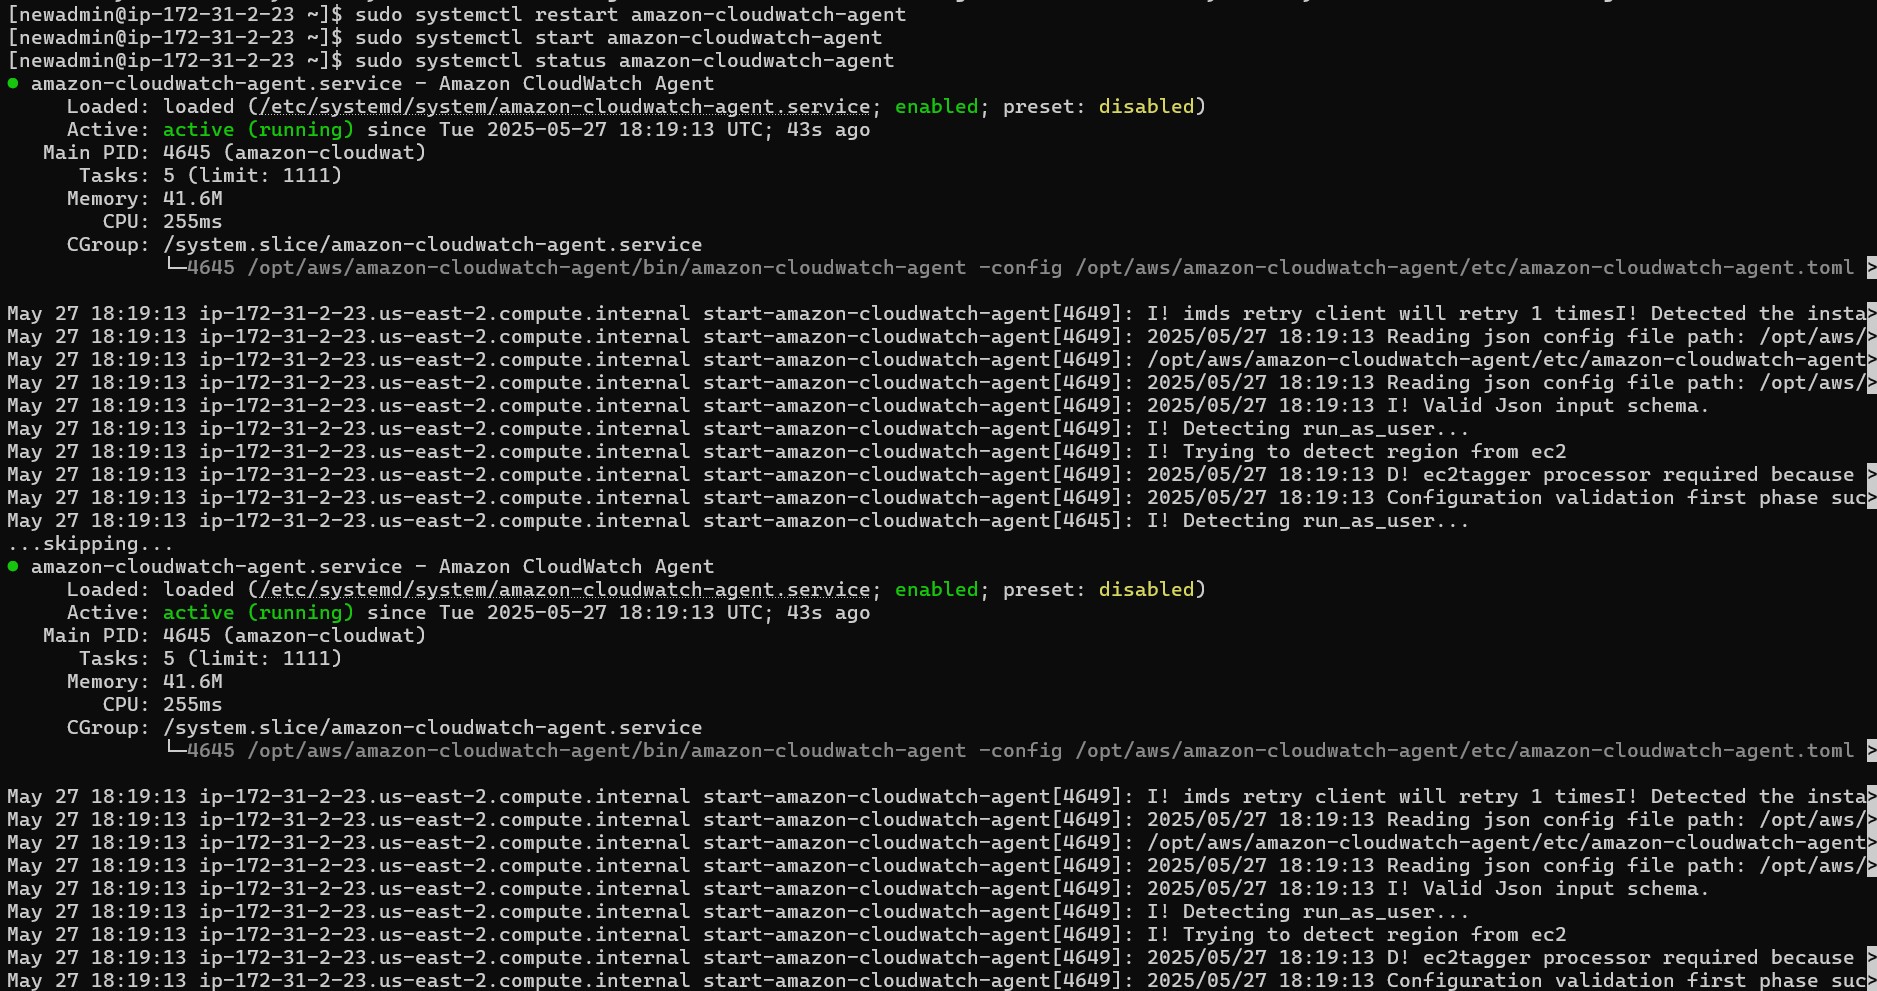 [newadmin@ip-172-31-2-23 ~]$ sudo systemctl restart amazon-cloudwatch-agent
[newadmin@ip-172-31-2-23 ~]$ sudo systemctl start amazon-cloudwatch-agent
[newadmin@ip-172-31-2-23 ~]$ sudo systemctl status amazon-cloudwatch-agent
● amazon-cloudwatch-agent.service - Amazon CloudWatch Agent
     Loaded: loaded (/etc/systemd/system/amazon-cloudwatch-agent.service; enabled; preset: disabled)
     Active: active (running) since Tue 2025-05-27 18:19:13 UTC; 43s ago
   Main PID: 4645 (amazon-cloudwat)
      Tasks: 5 (limit: 1111)
     Memory: 41.6M
        CPU: 255ms
     CGroup: /system.slice/amazon-cloudwatch-agent.service
             └─4645 /opt/aws/amazon-cloudwatch-agent/bin/amazon-cloudwatch-agent -config /opt/aws/amazon-cloudwatch-agent/etc/amazon-cloudwatch-agent.toml >
May 27 18:19:13 ip-172-31-2-23.us-east-2.compute.internal start-amazon-cloudwatch-agent[4649]: I! imds retry client will retry 1 timesI! Detected the insta>
May 27 18:19:13 ip-172-31-2-23.us-east-2.compute.internal start-amazon-cloudwatch-agent[4649]: 2025/05/27 18:19:13 Reading json config file path: /opt/aws/>
May 27 18:19:13 ip-172-31-2-23.us-east-2.compute.internal start-amazon-cloudwatch-agent[4649]: /opt/aws/amazon-cloudwatch-agent/etc/amazon-cloudwatch-agent>
May 27 18:19:13 ip-172-31-2-23.us-east-2.compute.internal start-amazon-cloudwatch-agent[4649]: 2025/05/27 18:19:13 Reading json config file path: /opt/aws/>
May 27 18:19:13 ip-172-31-2-23.us-east-2.compute.internal start-amazon-cloudwatch-agent[4649]: 2025/05/27 18:19:13 I! Valid Json input schema.
May 27 18:19:13 ip-172-31-2-23.us-east-2.compute.internal start-amazon-cloudwatch-agent[4649]: I! Detecting run_as_user...
May 27 18:19:13 ip-172-31-2-23.us-east-2.compute.internal start-amazon-cloudwatch-agent[4649]: I! Trying to detect region from ec2
May 27 18:19:13 ip-172-31-2-23.us-east-2.compute.internal start-amazon-cloudwatch-agent[4649]: 2025/05/27 18:19:13 D! ec2tagger processor required because >
May 27 18:19:13 ip-172-31-2-23.us-east-2.compute.internal start-amazon-cloudwatch-agent[4649]: 2025/05/27 18:19:13 Configuration validation first phase suc>
May 27 18:19:13 ip-172-31-2-23.us-east-2.compute.internal start-amazon-cloudwatch-agent[4645]: I! Detecting run_as_user...
...skipping...
● amazon-cloudwatch-agent.service - Amazon CloudWatch Agent
     Loaded: loaded (/etc/systemd/system/amazon-cloudwatch-agent.service; enabled; preset: disabled)
     Active: active (running) since Tue 2025-05-27 18:19:13 UTC; 43s ago
   Main PID: 4645 (amazon-cloudwat)
      Tasks: 5 (limit: 1111)
     Memory: 41.6M
        CPU: 255ms
     CGroup: /system.slice/amazon-cloudwatch-agent.service
             └─4645 /opt/aws/amazon-cloudwatch-agent/bin/amazon-cloudwatch-agent -config /opt/aws/amazon-cloudwatch-agent/etc/amazon-cloudwatch-agent.toml >
May 27 18:19:13 ip-172-31-2-23.us-east-2.compute.internal start-amazon-cloudwatch-agent[4649]: I! imds retry client will retry 1 timesI! Detected the insta>
May 27 18:19:13 ip-172-31-2-23.us-east-2.compute.internal start-amazon-cloudwatch-agent[4649]: 2025/05/27 18:19:13 Reading json config file path: /opt/aws/>
May 27 18:19:13 ip-172-31-2-23.us-east-2.compute.internal start-amazon-cloudwatch-agent[4649]: /opt/aws/amazon-cloudwatch-agent/etc/amazon-cloudwatch-agent>
May 27 18:19:13 ip-172-31-2-23.us-east-2.compute.internal start-amazon-cloudwatch-agent[4649]: 2025/05/27 18:19:13 Reading json config file path: /opt/aws/>
May 27 18:19:13 ip-172-31-2-23.us-east-2.compute.internal start-amazon-cloudwatch-agent[4649]: 2025/05/27 18:19:13 I! Valid Json input schema.
May 27 18:19:13 ip-172-31-2-23.us-east-2.compute.internal start-amazon-cloudwatch-agent[4649]: I! Detecting run_as_user...
May 27 18:19:13 ip-172-31-2-23.us-east-2.compute.internal start-amazon-cloudwatch-agent[4649]: I! Trying to detect region from ec2
May 27 18:19:13 ip-172-31-2-23.us-east-2.compute.internal start-amazon-cloudwatch-agent[4649]: 2025/05/27 18:19:13 D! ec2tagger processor required because >
May 27 18:19:13 ip-172-31-2-23.us-east-2.compute.internal start-amazon-cloudwatch-agent[4649]: 2025/05/27 18:19:13 Configuration validation first phase suc>